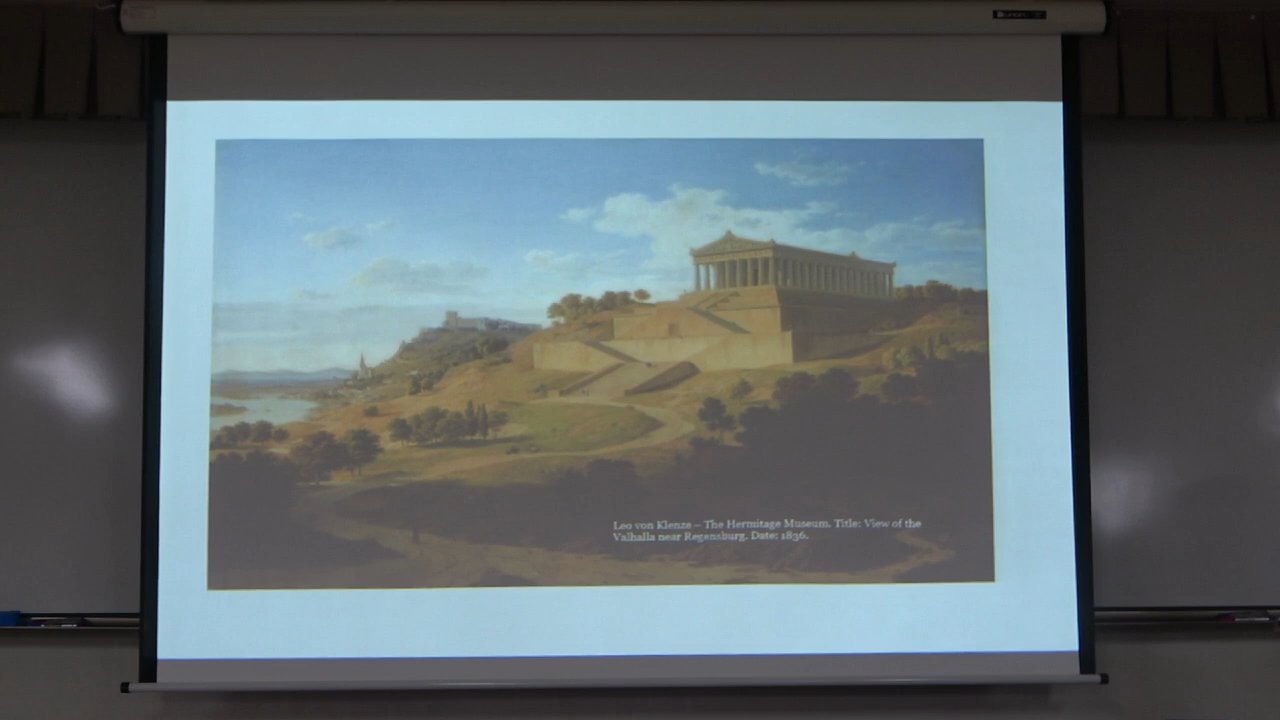 Leo von Klenze – The Hermitage Museum. Title: View of the
Valhalla near Regensburg. Date: 1836.